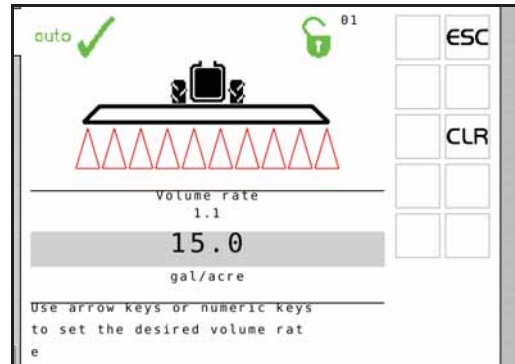 auto
01
ESC
CLR
Volume rate
1.1
15.0
gal/acre
Use arrow keys or numeric keys
to set the desired volume rat
e